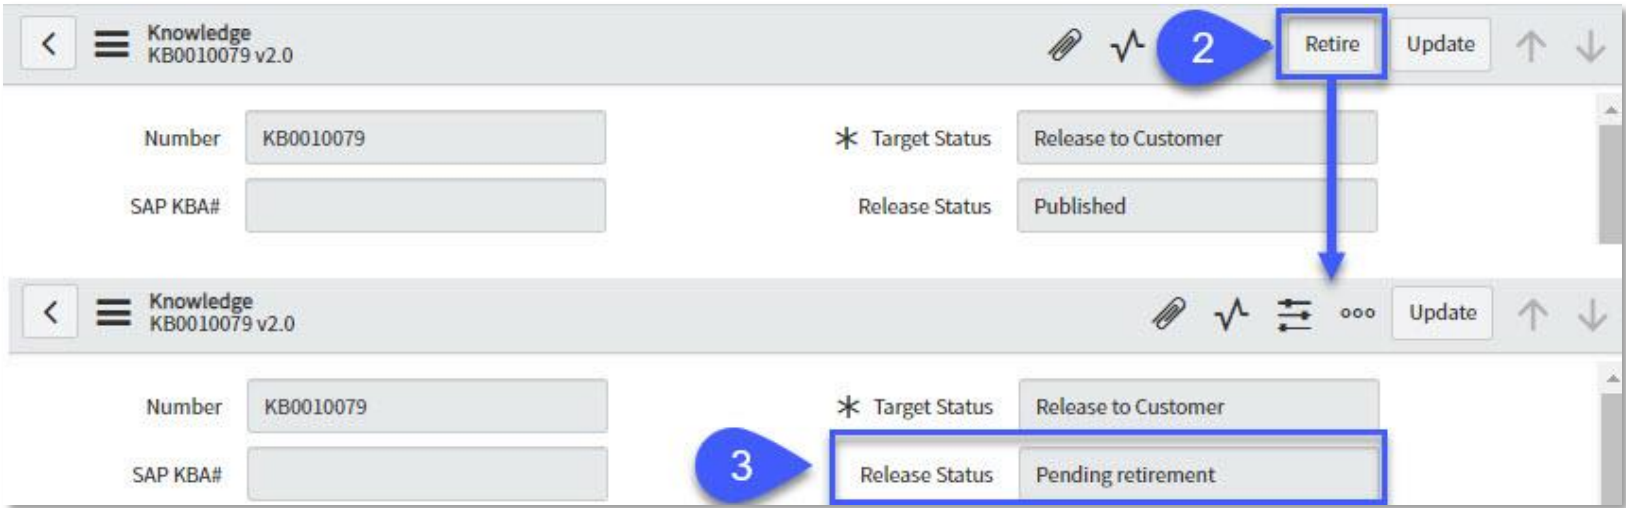 Knowledge
KB0010079 v2.0
2
Retire
Update
Number
KB0010079
Target Status
Release to Customer
SAP KBA#
Release Status
Published
Knowledge
KB0010079 v2.0
Update
Number
KB0010079
Target Status
Release to Customer
3
SAP KBA#
Release Status
Pending retirement